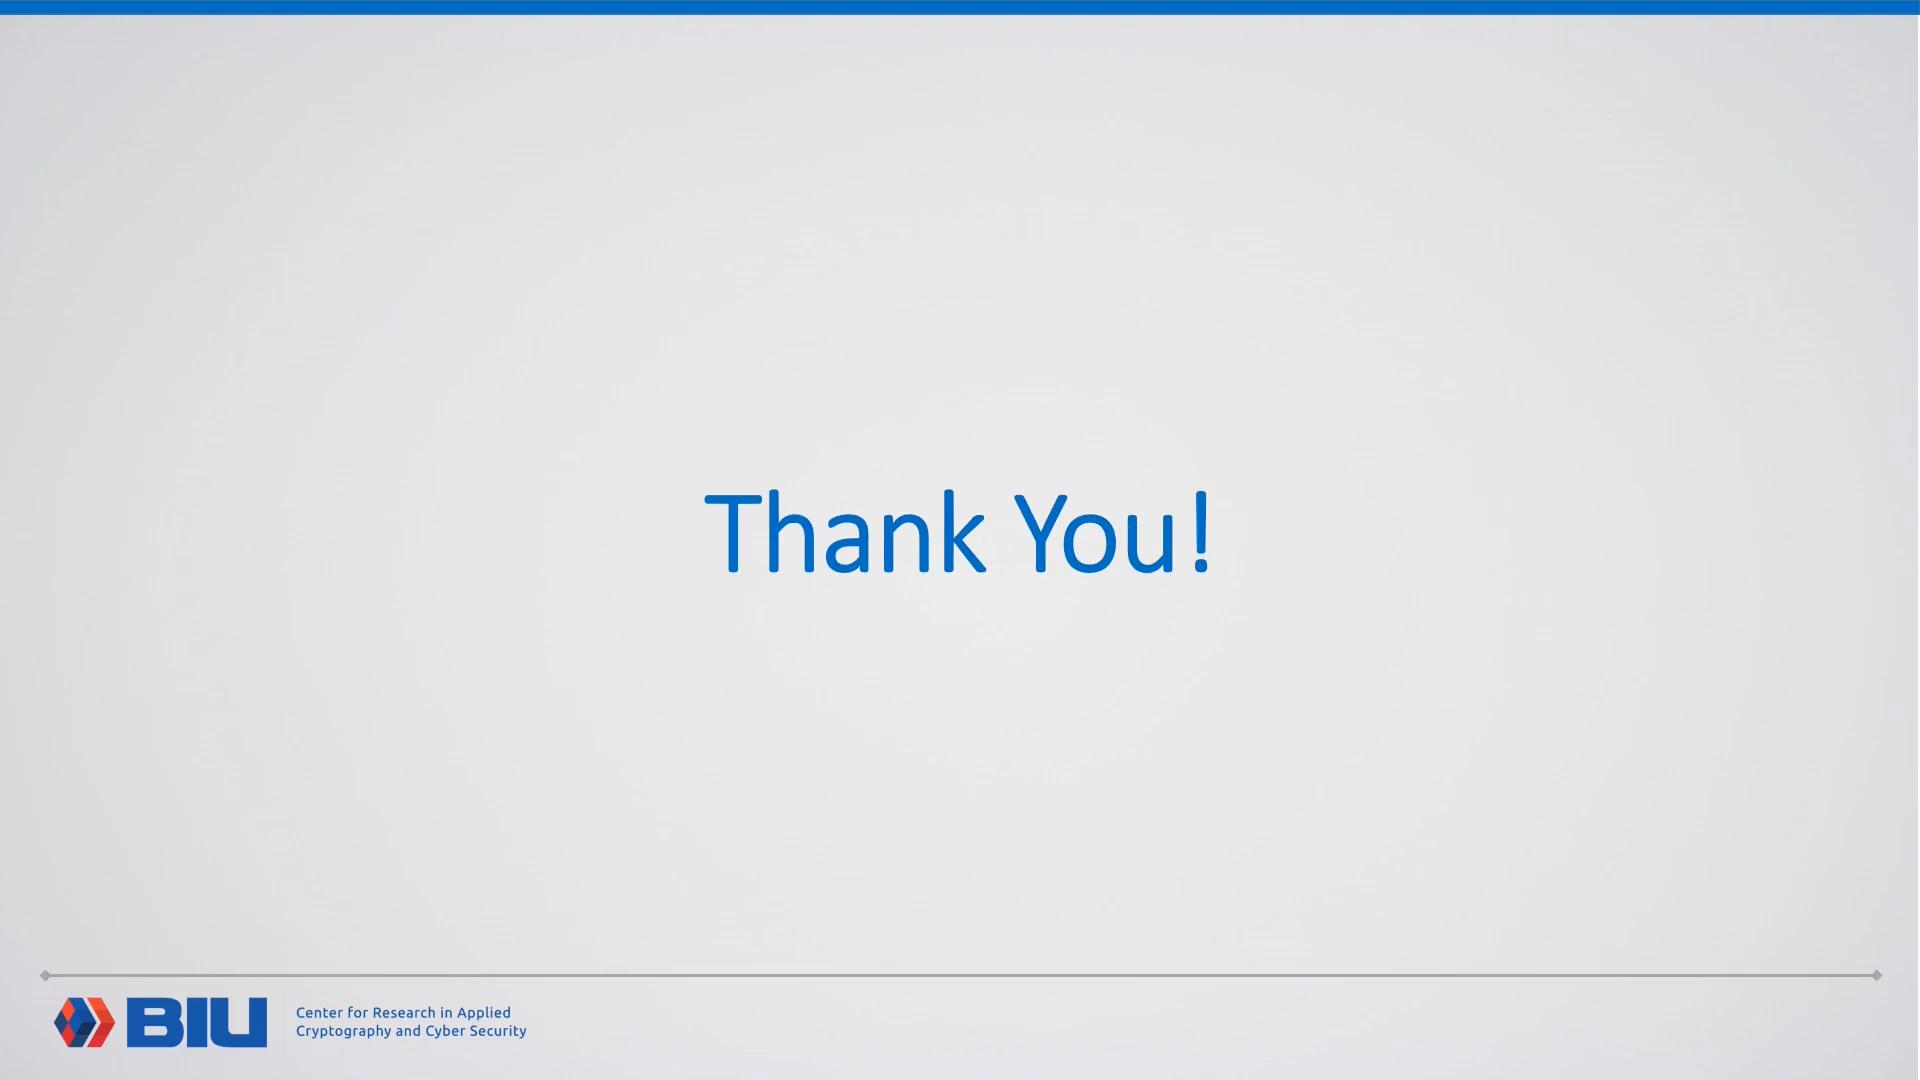 Thank You!
BIU
Center for Research in Applied
Cryptography and Cyber Security